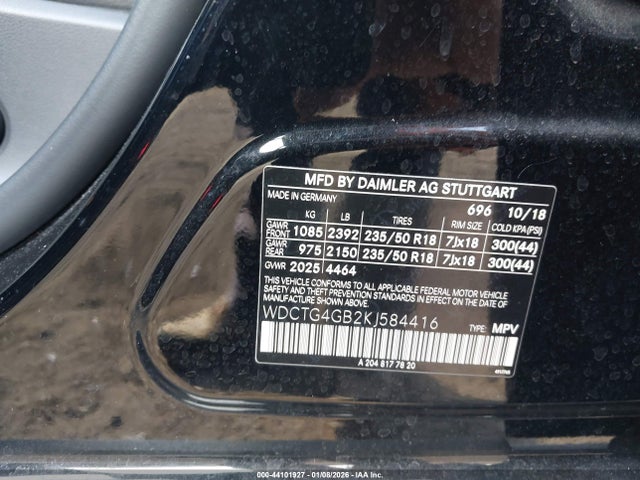 MFD BY DAIMLER AG STUTTGART
MADE IN GERMANY 696 10/18
KG LB TIRES RIM SIZE COLD KPA(PSI)
GAWR FRONT 1085 2392 235/50 R18 7Jx18 300(44)
GAWR REAR 975 2150 235/50 R18 7Jx18 300(44)
GVWR 2025 4464
THIS VEHICLE CONFORMS TO ALL APPLICABLE FEDERAL MOTOR VEHICLE
SAFETY AND THEFT PREVENTION STANDARDS IN EFFECT ON THE DATE
OF MANUFACTURE SHOWN ABOVE.
WDCTG4GB2KJ584416 TYPE: MPV
A 204 817 78 20
000-44101927 | 01/08/2026 | IAA Inc.